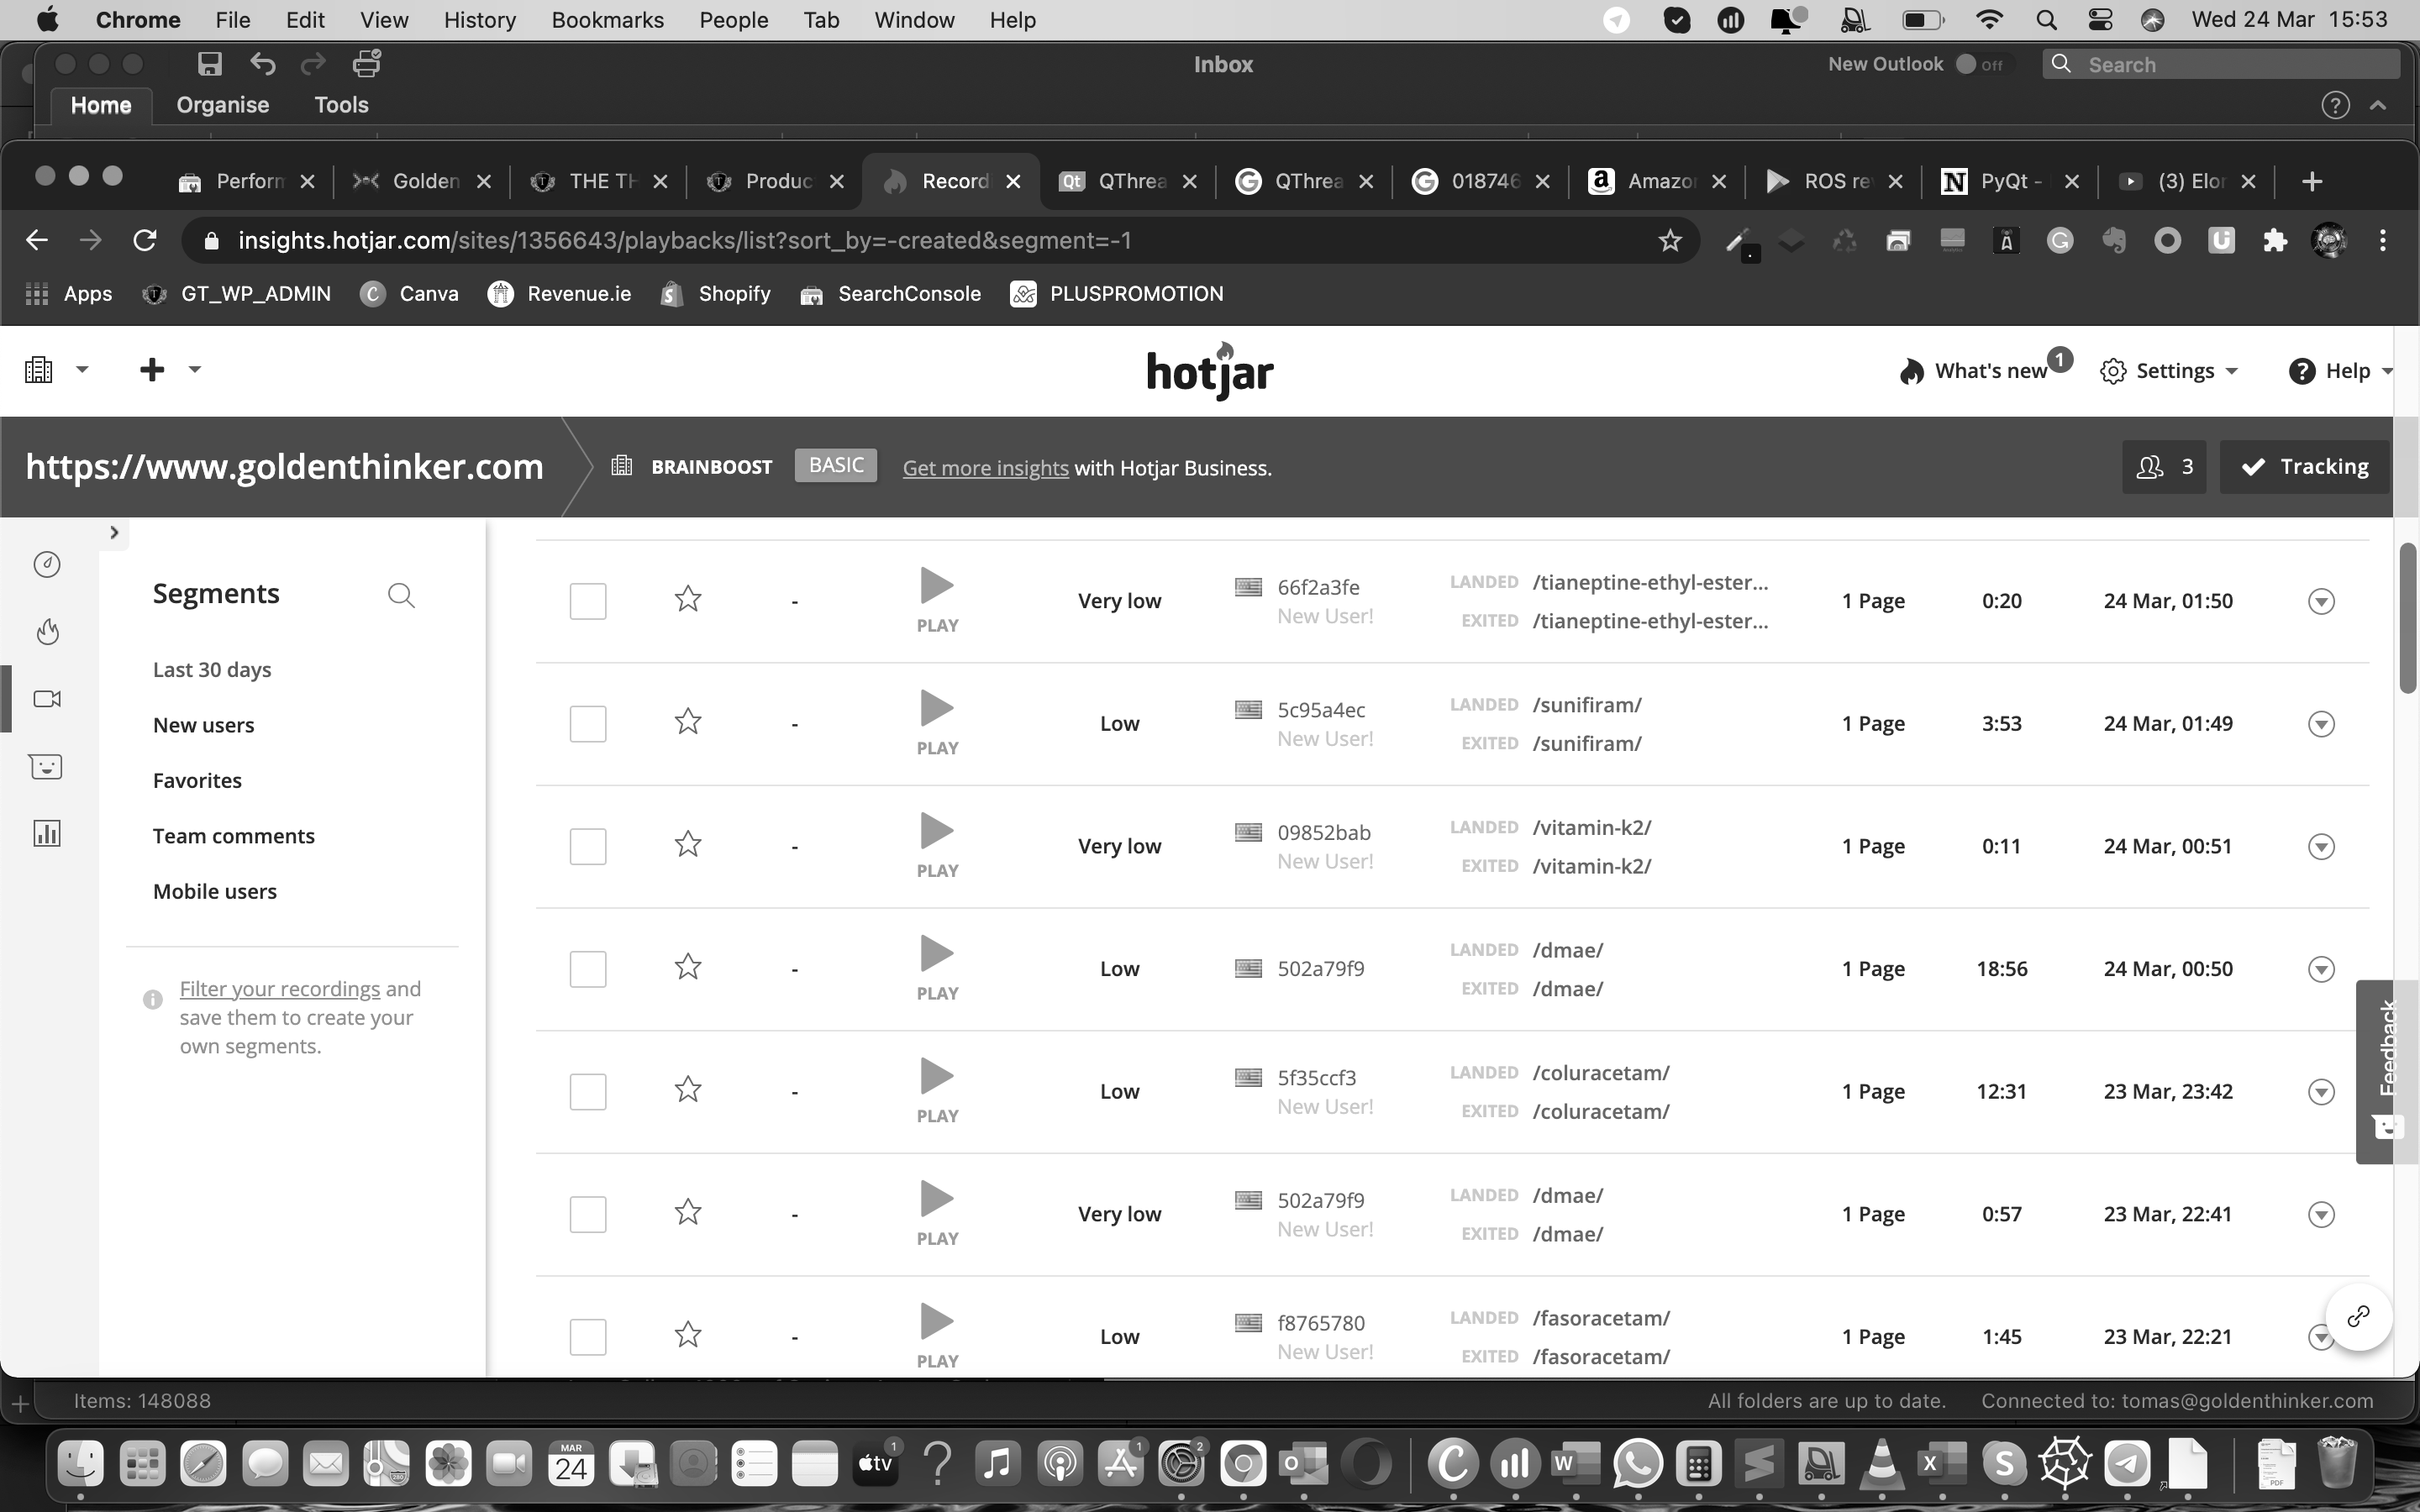 Chrome File Edit View History Bookmarks People Tab Window Help Wed 24 Mar 15:53
Inbox New Outlook off Search
Home Organise Tools
Perform Golden THE TH Produc Record QThrea QThrea 018746 Amazon ROS re PyQt - (3) Elon
insights.hotjar.com/sites/1356643/playbacks/list?sort_by=-created&segment=-1
Apps GT_WP_ADMIN Canva Revenue.ie Shopify SearchConsole PLUSPROMOTION
hotjar What's new 1 Settings Help
https://www.goldenthinker.com BRAINBOOST BASIC Get more insights with Hotjar Business. 3 Tracking
Segments
Last 30 days
New users
Favorites
Team comments
Mobile users
Filter your recordings and
save them to create your
own segments.
- PLAY Very low 66f2a3fe New User! LANDED /tianeptine-ethyl-ester... EXITED /tianeptine-ethyl-ester... 1 Page 0:20 24 Mar, 01:50
- PLAY Low 5c95a4ec New User! LANDED /sunifiram/ EXITED /sunifiram/ 1 Page 3:53 24 Mar, 01:49
- PLAY Very low 09852bab New User! LANDED /vitamin-k2/ EXITED /vitamin-k2/ 1 Page 0:11 24 Mar, 00:51
- PLAY Low 502a79f9 LANDED /dmae/ EXITED /dmae/ 1 Page 18:56 24 Mar, 00:50
- PLAY Low 5f35ccf3 New User! LANDED /coluracetam/ EXITED /coluracetam/ 1 Page 12:31 23 Mar, 23:42
- PLAY Very low 502a79f9 New User! LANDED /dmae/ EXITED /dmae/ 1 Page 0:57 23 Mar, 22:41
- PLAY Low f8765780 New User! LANDED /fasoracetam/ EXITED /fasoracetam/ 1 Page 1:45 23 Mar, 22:21
Feedback
Items: 148088 All folders are up to date. Connected to: tomas@goldenthinker.com
MAR
24
tv 1 1 2
PDF